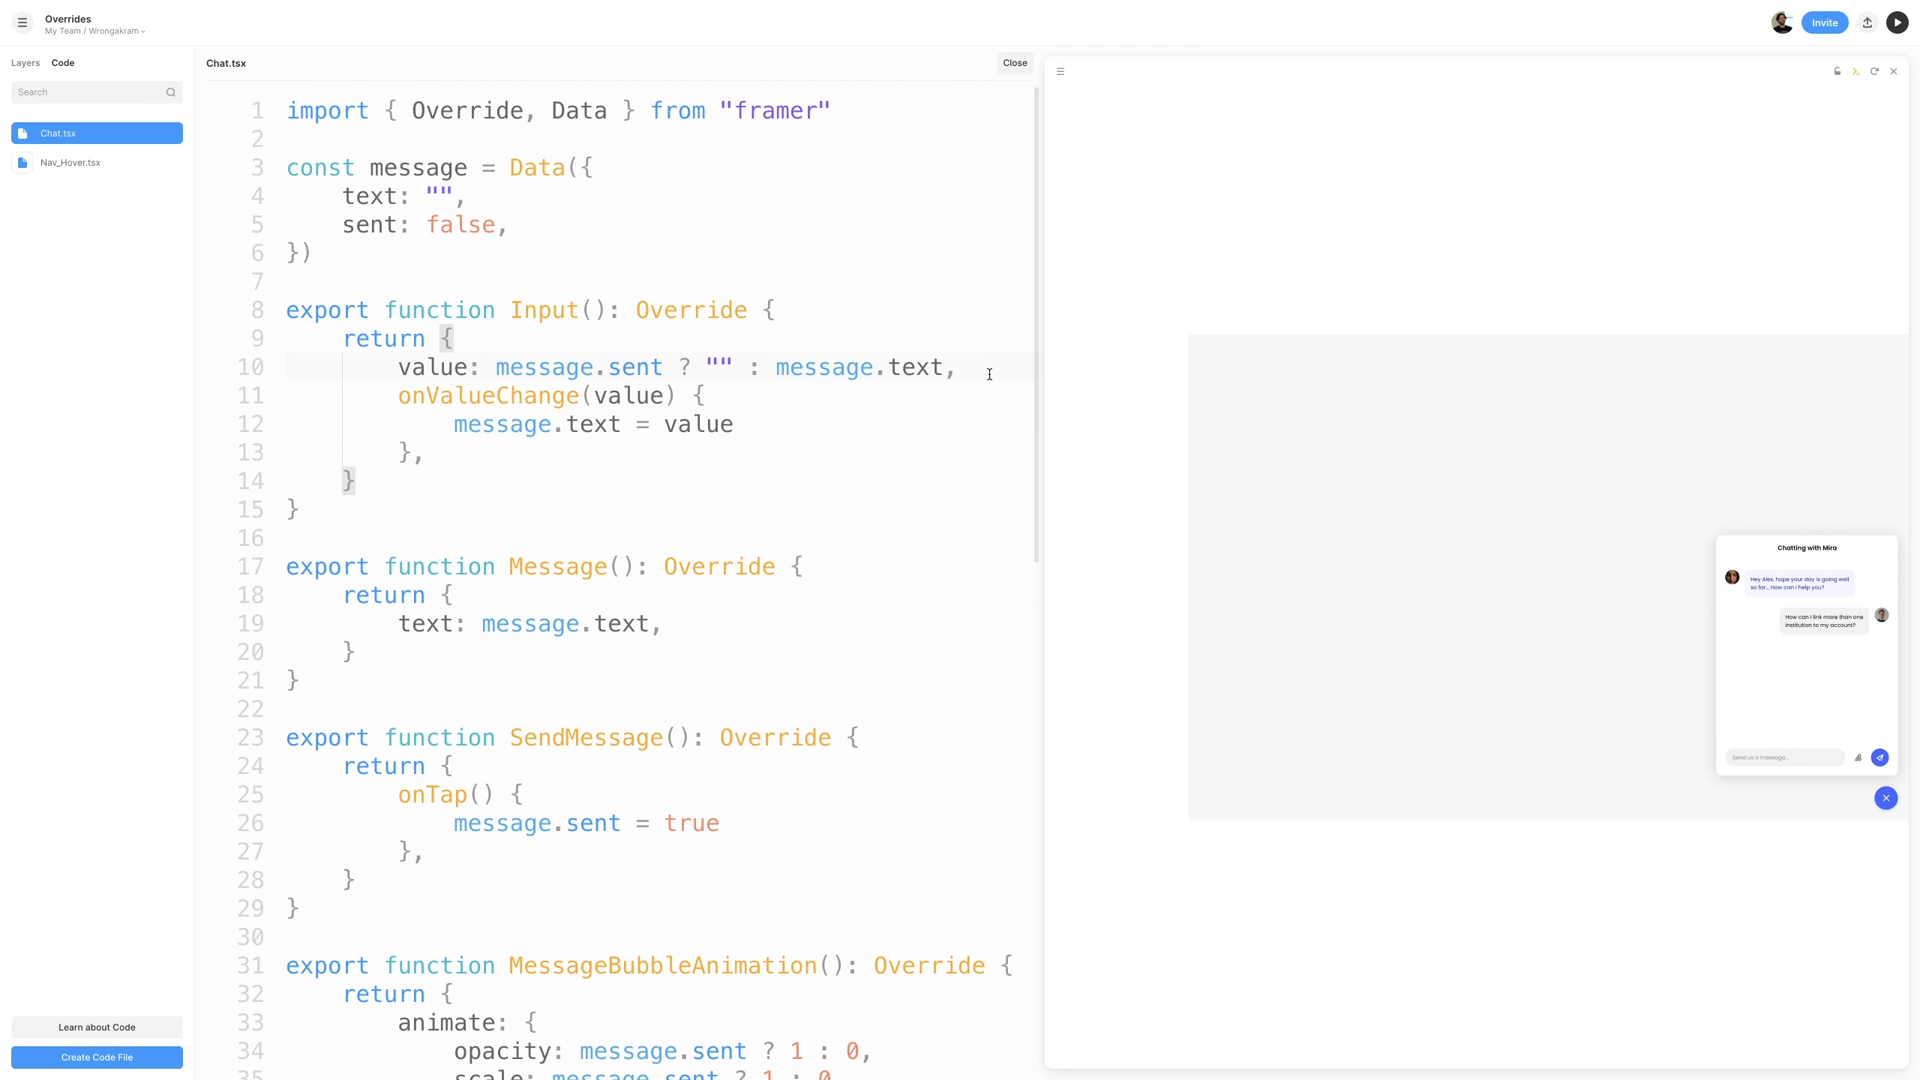 Overrides
My Team / Wrongakram
Invite
Layers
Code
Search
Chat.tsx
Nav_Hover.tsx
Learn about Code
Create Code File
Chat.tsx
Close
1 import { Override, Data } from "framer"
2
3 const message = Data({
4     text: "",
5     sent: false,
6 })
7
8 export function Input(): Override {
9     return {
10         value: message.sent ? "" : message.text,
11         onValueChange(value) {
12             message.text = value
13         },
14     }
15 }
16
17 export function Message(): Override {
18     return {
19         text: message.text,
20     }
21 }
22
23 export function SendMessage(): Override {
24     return {
25         onTap() {
26             message.sent = true
27         },
28     }
29 }
30
31 export function MessageBubbleAnimation(): Override {
32     return {
33         animate: {
34             opacity: message.sent ? 1 : 0,
35             scale: message.sent ? 1 : 0
Chatting with Mira
Hey Alex, hope your day is going well
so far... How can I help you?
How can I link more than one
institution to my account?
Send us a message...